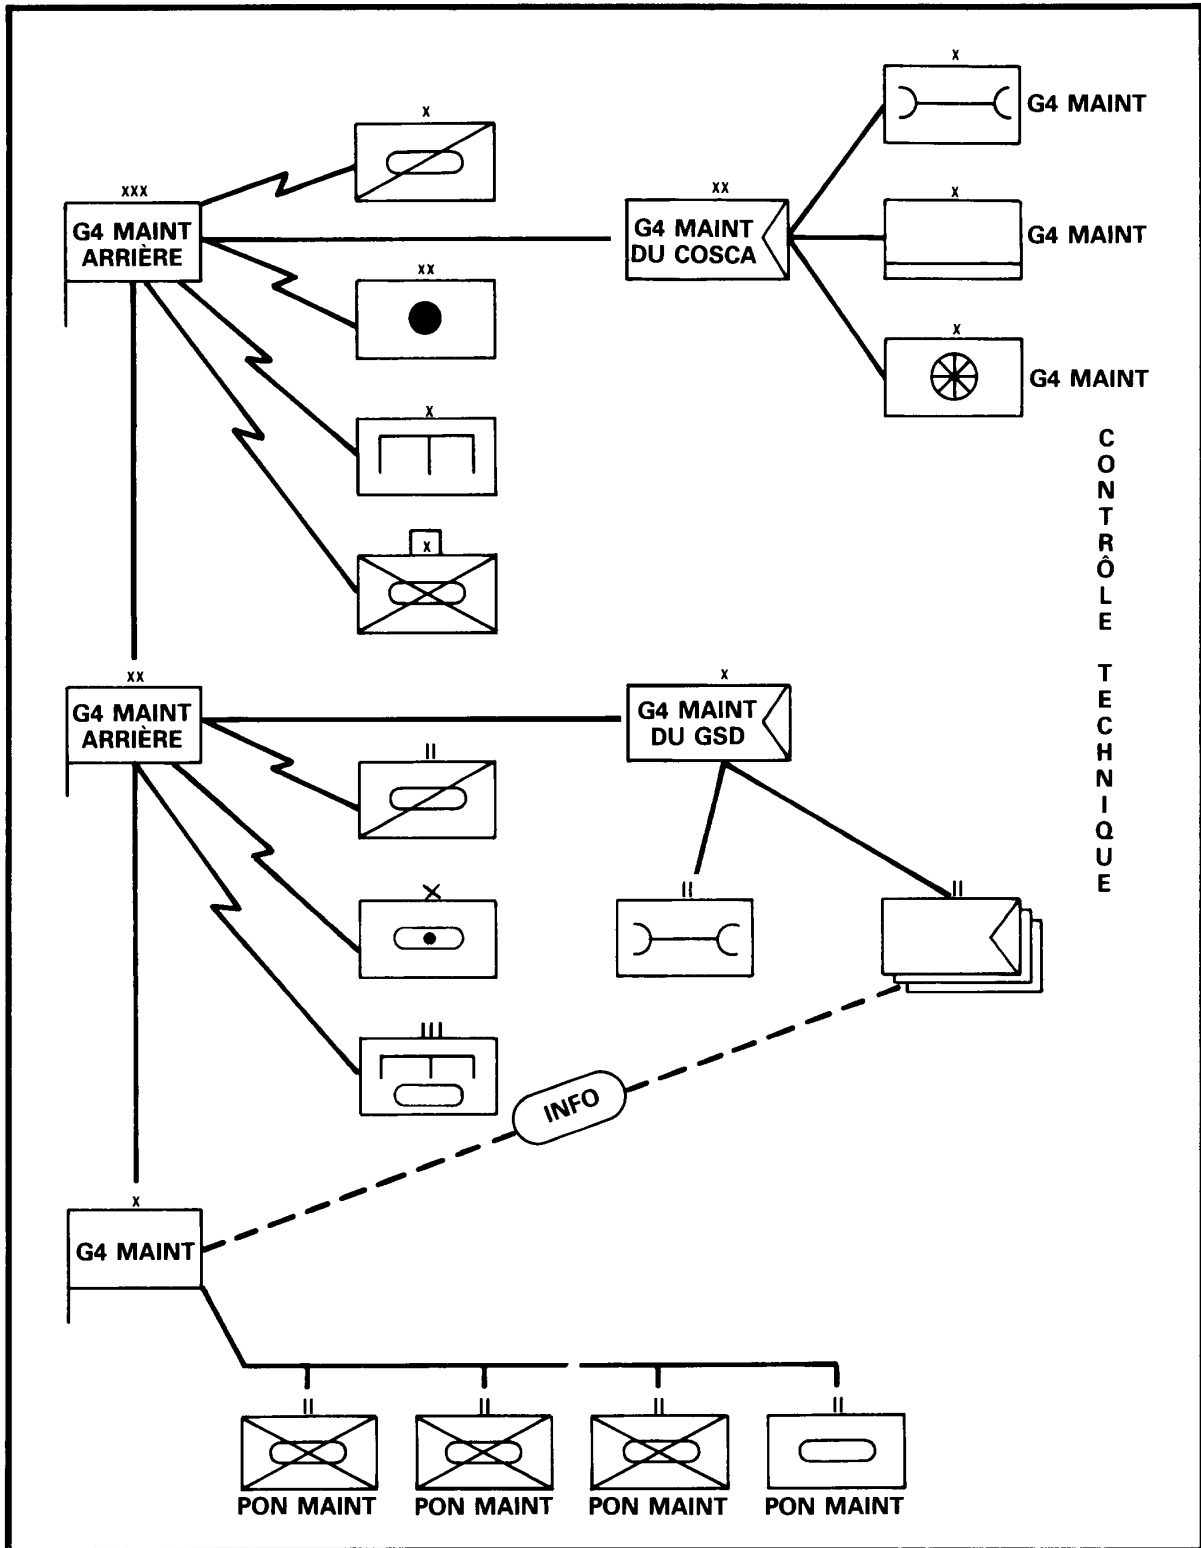 X
G4 MAINT
X
XXX
G4 MAINT
ARRIÈRE
XX
G4 MAINT
DU COSCA
X
G4 MAINT
XX
X
G4 MAINT
X
X
CONTRÔLE TECHNIQUE
XX
G4 MAINT
ARRIÈRE
X
G4 MAINT
DU GSD
II
X
II
II
III
INFO
X
G4 MAINT
II
II
II
II
PON MAINT
PON MAINT
PON MAINT
PON MAINT